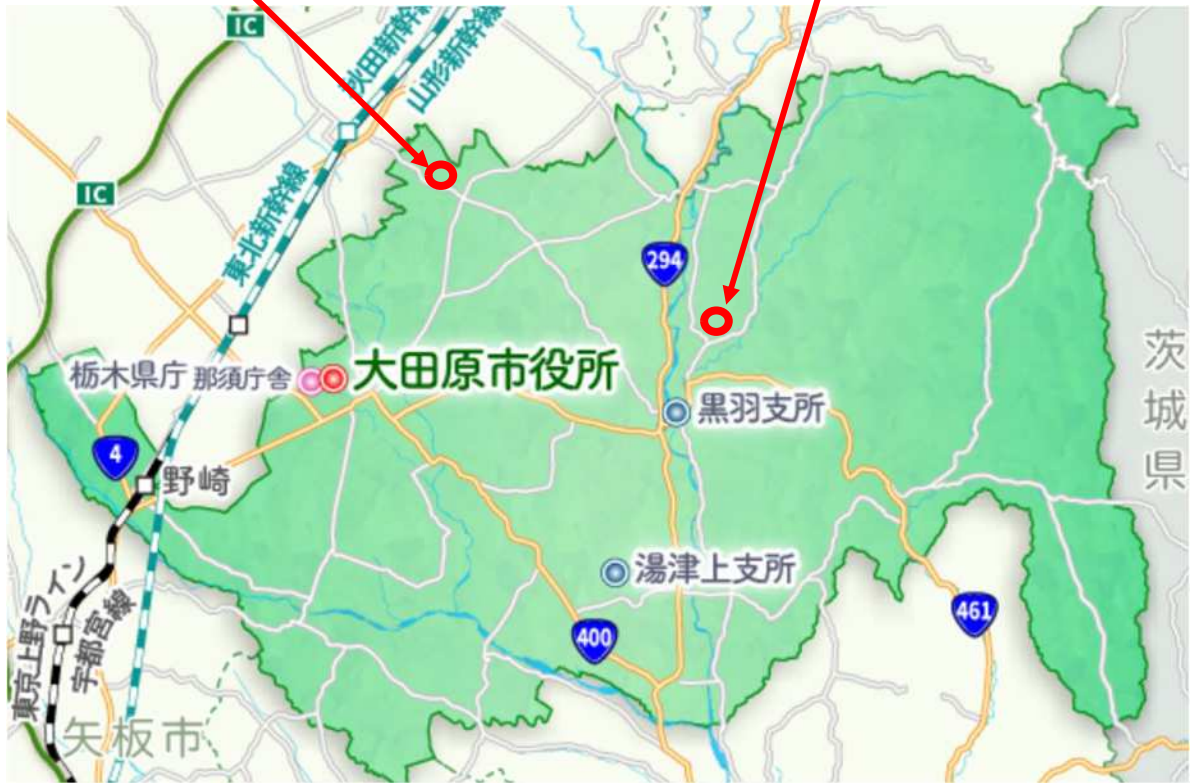 IC
秋田新幹線
山形新幹線
IC
東北新幹線
294
大田原市役所
栃木県庁 那須庁舎
黒羽支所
茨城県
4
野崎
湯津上支所
461
400
東京上野ライン
宇都宮線
矢板市